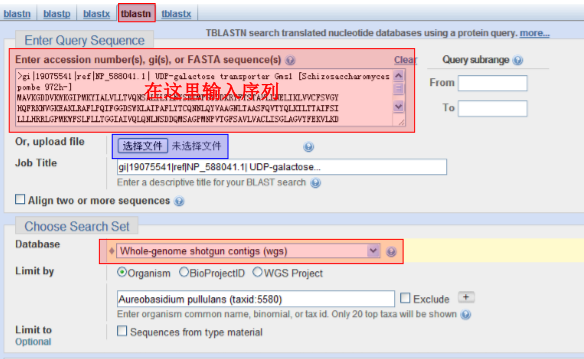 blastn blastp blastx tblastn tblastx
TBLASTN search translated nucleotide databases using a protein query. more...
Enter Query Sequence
Enter accession number(s), gi(s), or FASTA sequence(s) Clear Query subrange
>gi|19075541|ref|NP_588041.1| UDP-galactose transporter Gms1 [Schizosaccharomyces
pombe 972h-]
在这里输入序列
From
To
Or, upload file 选择文件 未选择文件
Job Title gi|19075541|ref|NP_588041.1| UDP-galactose...
Enter a descriptive title for your BLAST search
Align two or more sequences
Choose Search Set
Database Whole-genome shotgun contigs (wgs)
Limit by Organism BioProjectID WGS Project
Aureobasidium pullulans (taxid:5580) Exclude +
Enter organism common name, binomial, or tax id. Only 20 top taxa will be shown
Limit to Sequences from type material
Optional